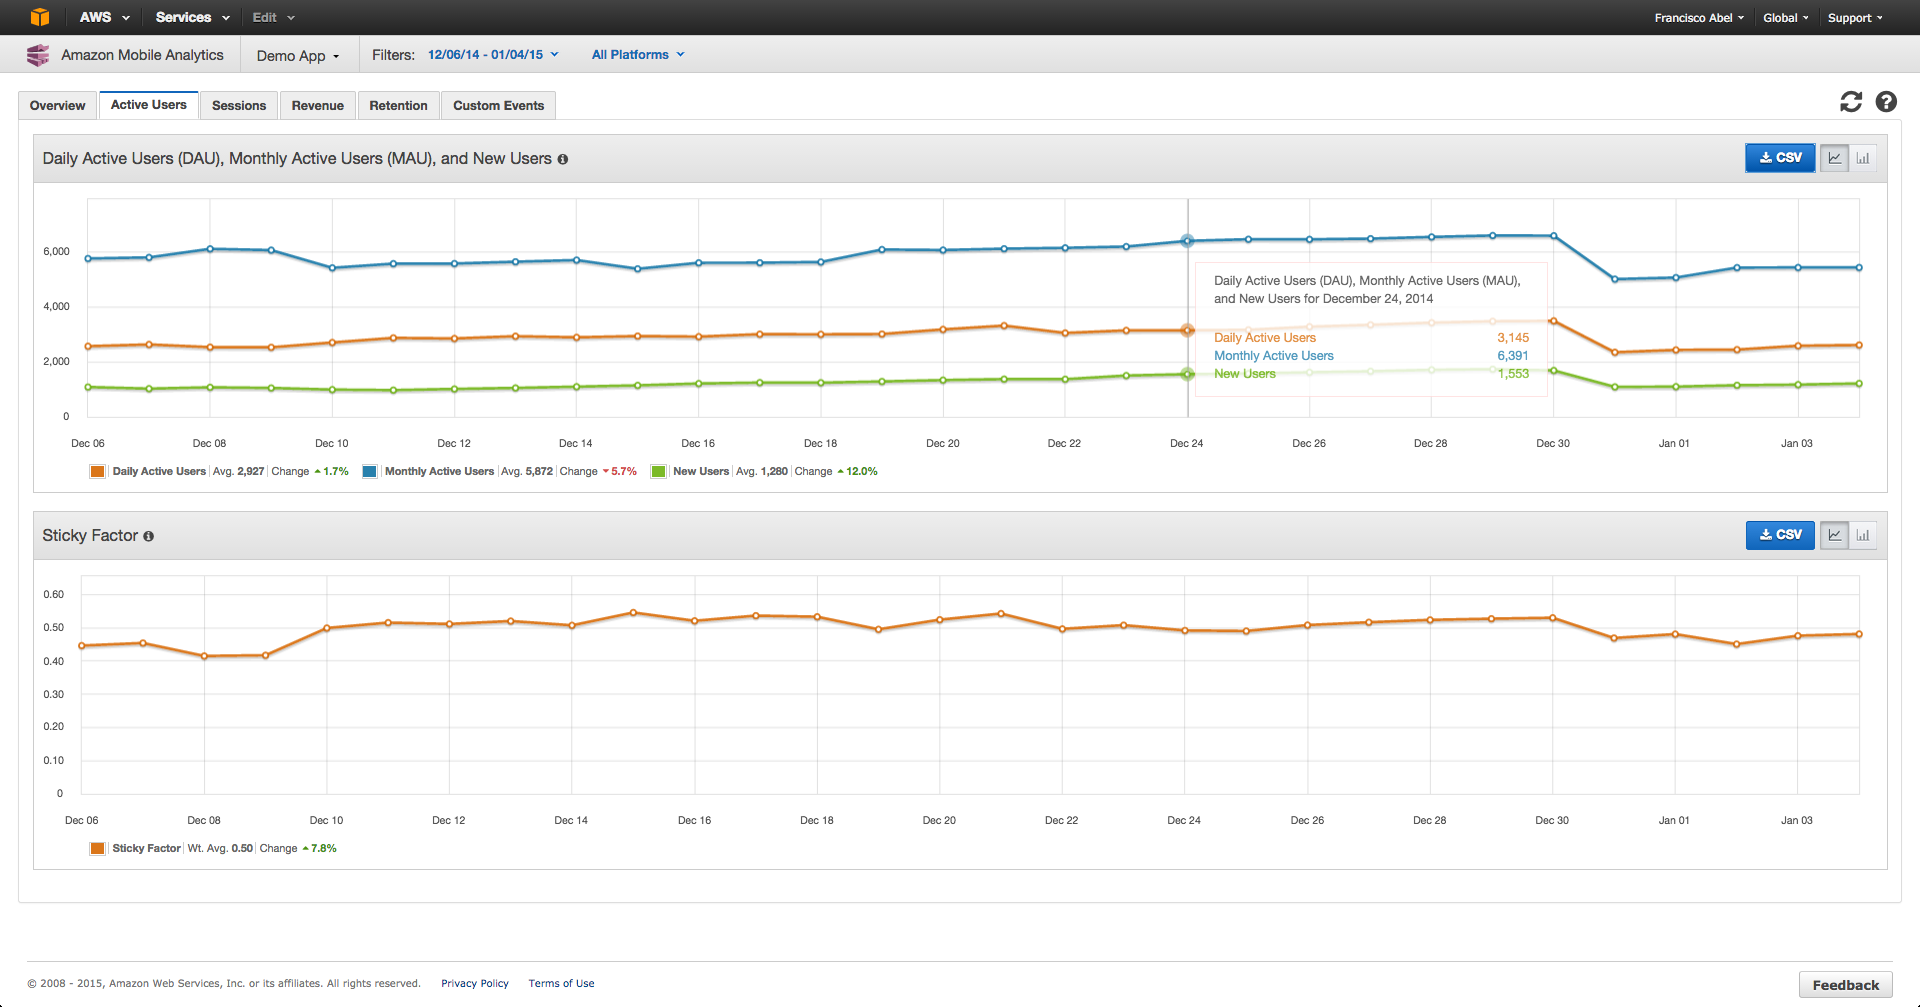 AWS Services Edit Francisco Abel Global Support
Amazon Mobile Analytics Demo App Filters: 12/06/14 - 01/04/15 All Platforms
Overview Active Users Sessions Revenue Retention Custom Events
Daily Active Users (DAU), Monthly Active Users (MAU), and New Users CSV
6,000
4,000
2,000
0
Daily Active Users (DAU), Monthly Active Users (MAU),
and New Users for December 24, 2014
Daily Active Users 3,145
Monthly Active Users 6,391
New Users 1,553
Dec 06 Dec 08 Dec 10 Dec 12 Dec 14 Dec 16 Dec 18 Dec 20 Dec 22 Dec 24 Dec 26 Dec 28 Dec 30 Jan 01 Jan 03
Daily Active Users Avg. 2,927 Change 1.7% Monthly Active Users Avg. 5,872 Change 5.7% New Users Avg. 1,280 Change 12.0%
Sticky Factor CSV
0.60
0.50
0.40
0.30
0.20
0.10
0
Dec 06 Dec 08 Dec 10 Dec 12 Dec 14 Dec 16 Dec 18 Dec 20 Dec 22 Dec 24 Dec 26 Dec 28 Dec 30 Jan 01 Jan 03
Sticky Factor Wt. Avg. 0.50 Change 7.8%
© 2008 - 2015, Amazon Web Services, Inc. or its affiliates. All rights reserved. Privacy Policy Terms of Use Feedback